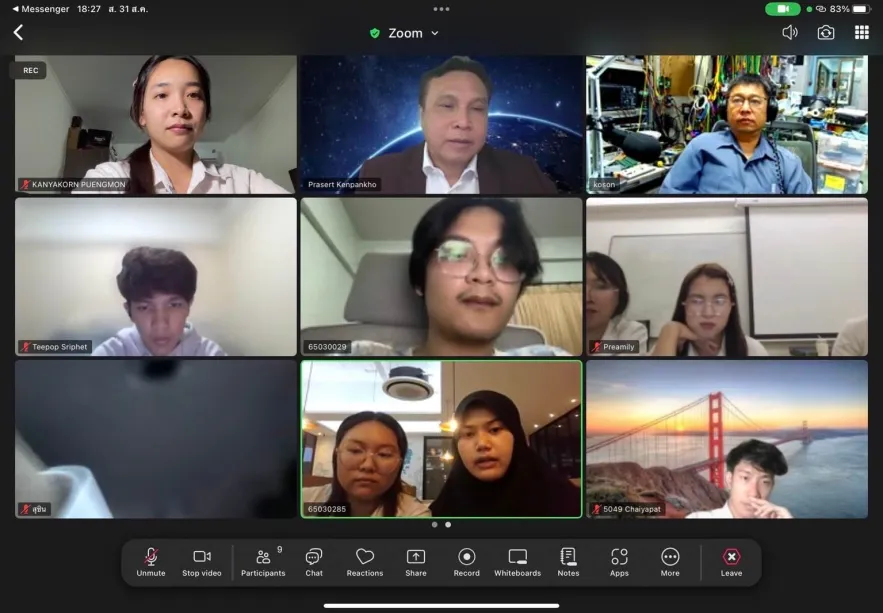 Messenger 18:27 ส. 31 ส.ค.
83%
Zoom
REC
KANYAKORN PUENGMON
Prasert Kenpankho
koson
Teepop Sriphet
65030029
Preamily
สุชิน
65030285
5049 Chaiyapat
9
Unmute Stop video Participants Chat Reactions Share Record Whiteboards Notes Apps More Leave